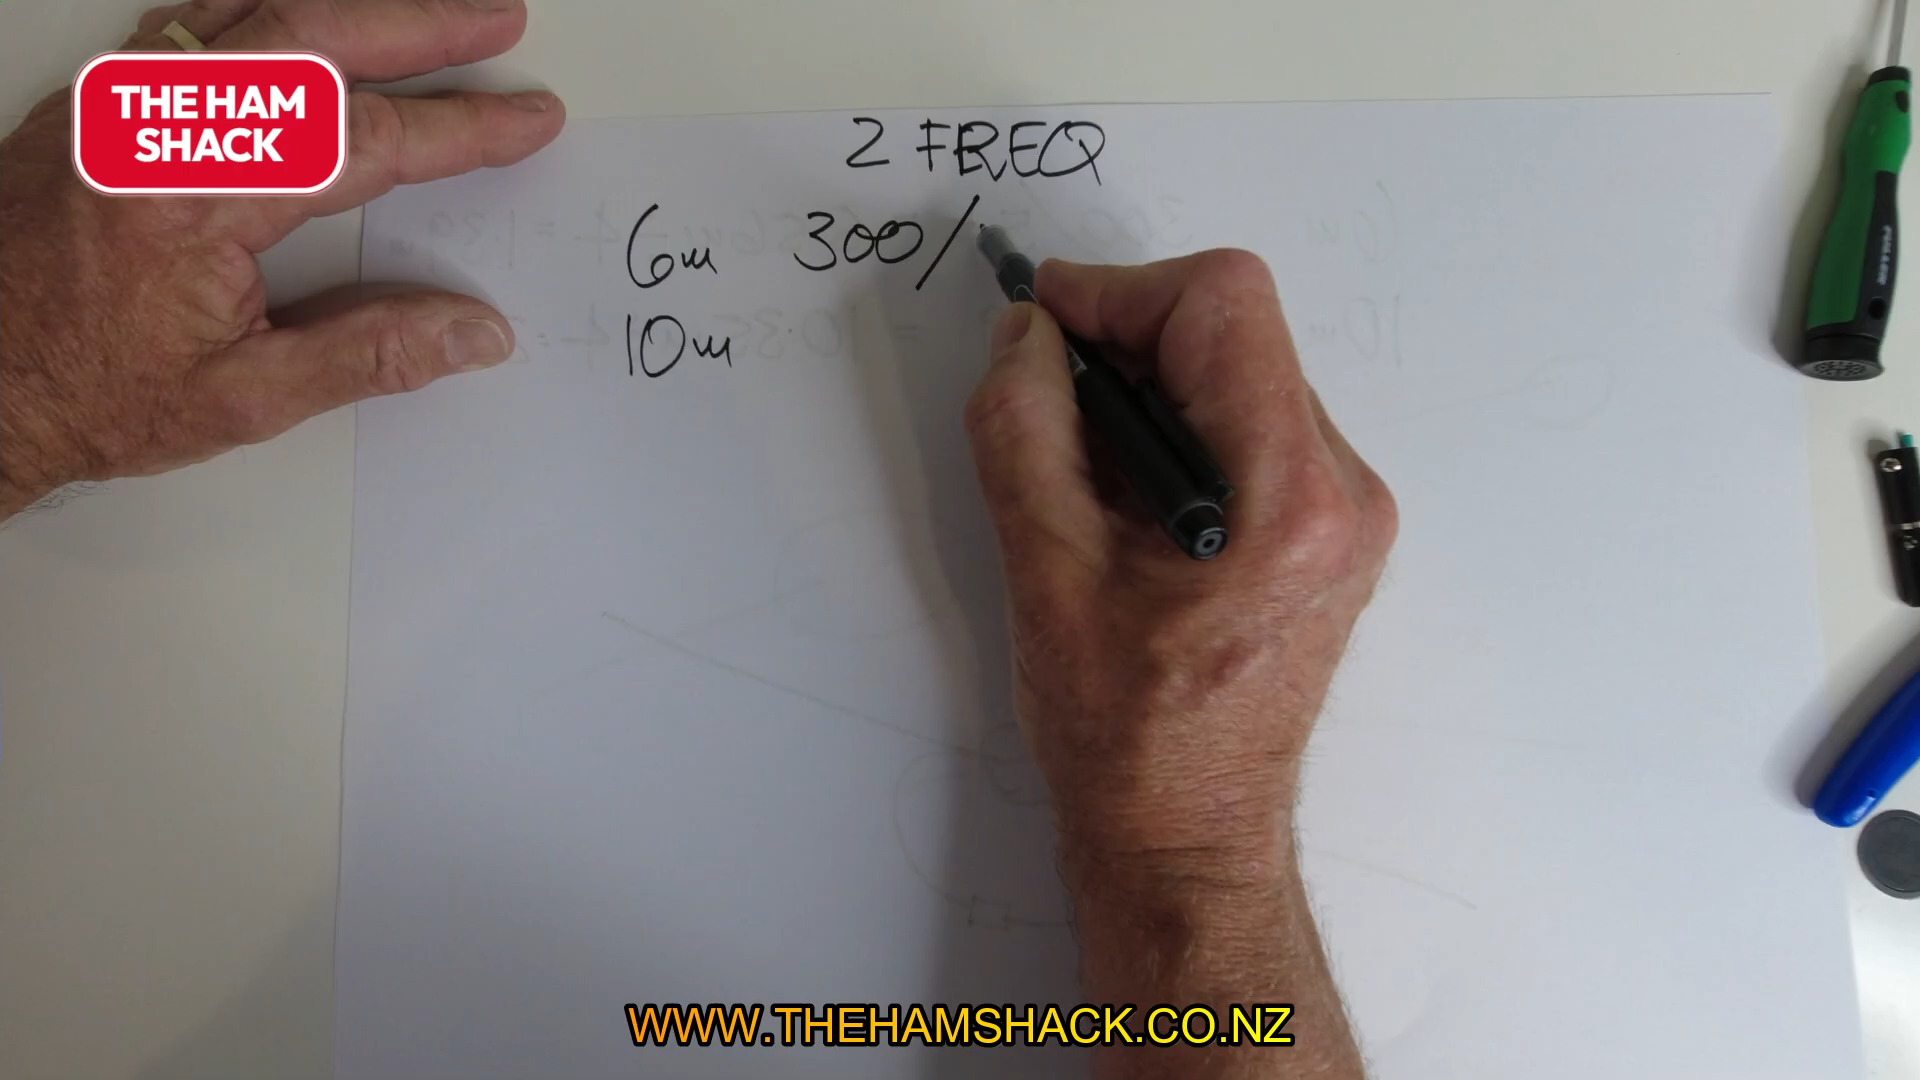 THE HAM
SHACK
2 FREQ
6m 300/
10m
WWW.THEHAMSHACK.CO.NZ